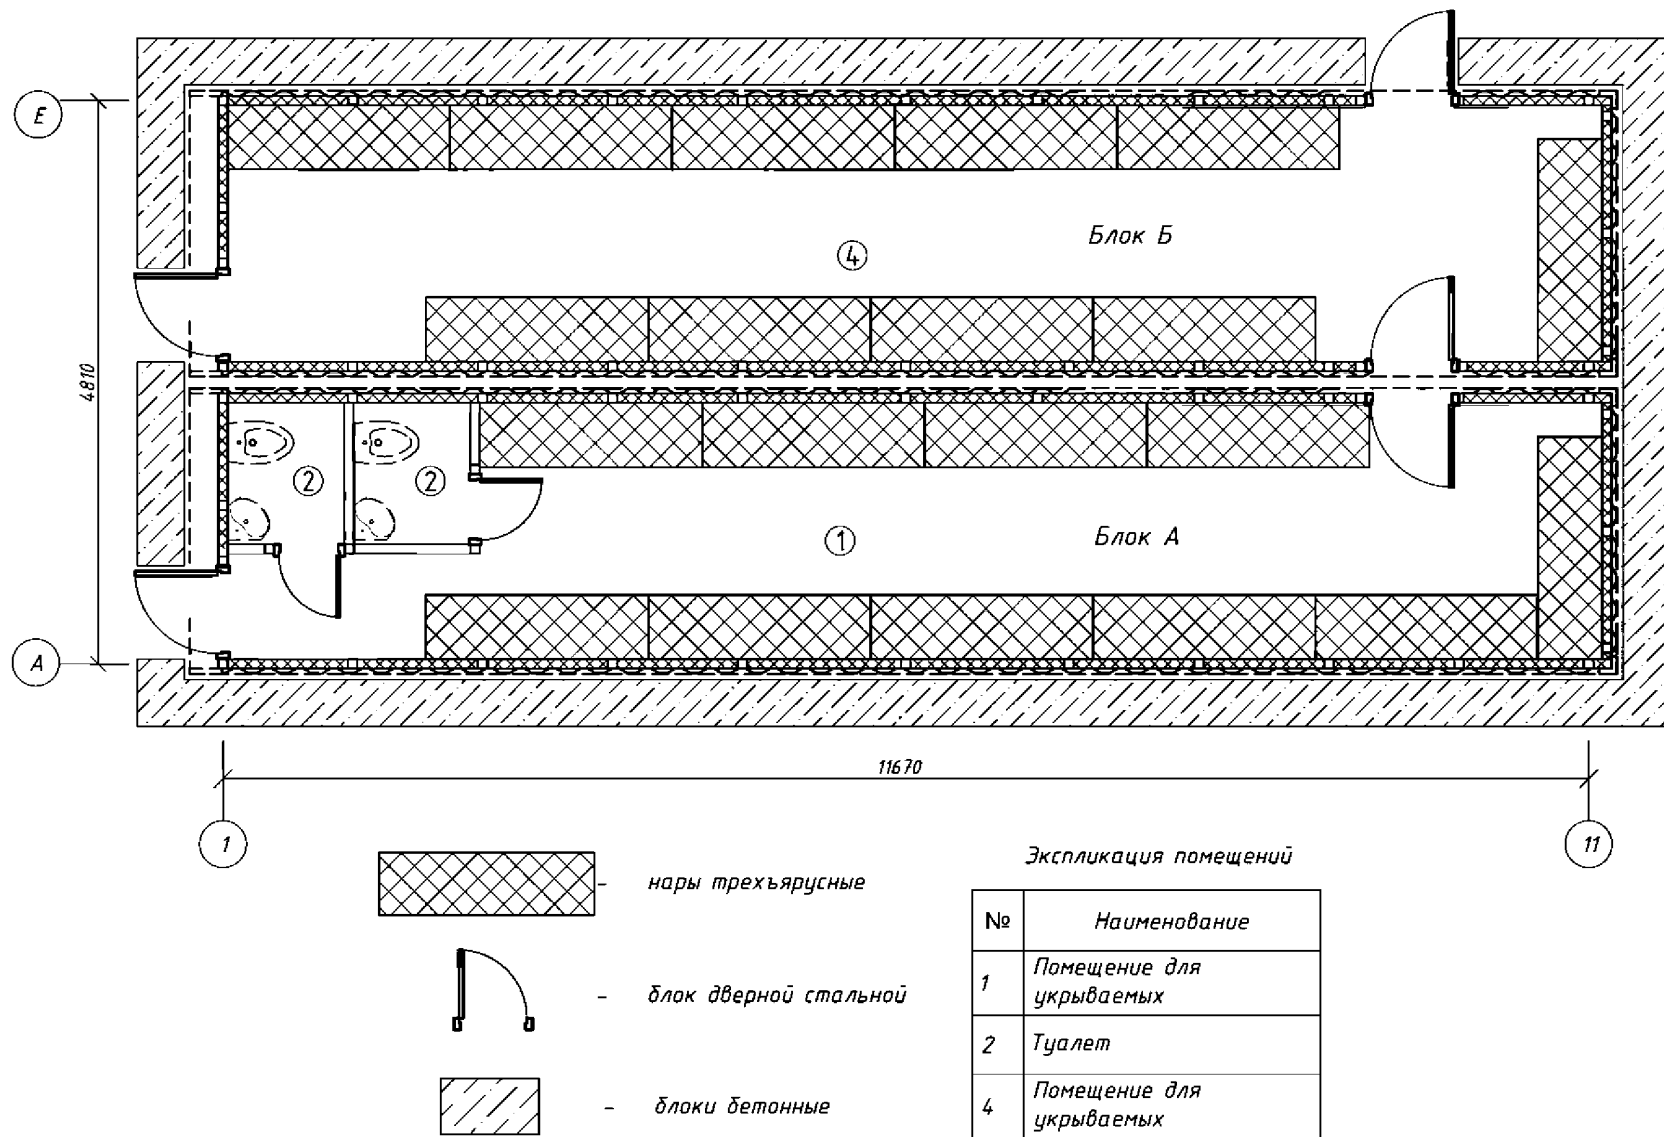 Е
Блок Б
4
4810
2
2
1
Блок А
А
11670
1
11
Экспликация помещений
- нары трехъярусные
№ Наименование
1 Помещение для
укрываемых
- блок дверной стальной
2 Туалет
4 Помещение для
укрываемых
- блоки бетонные